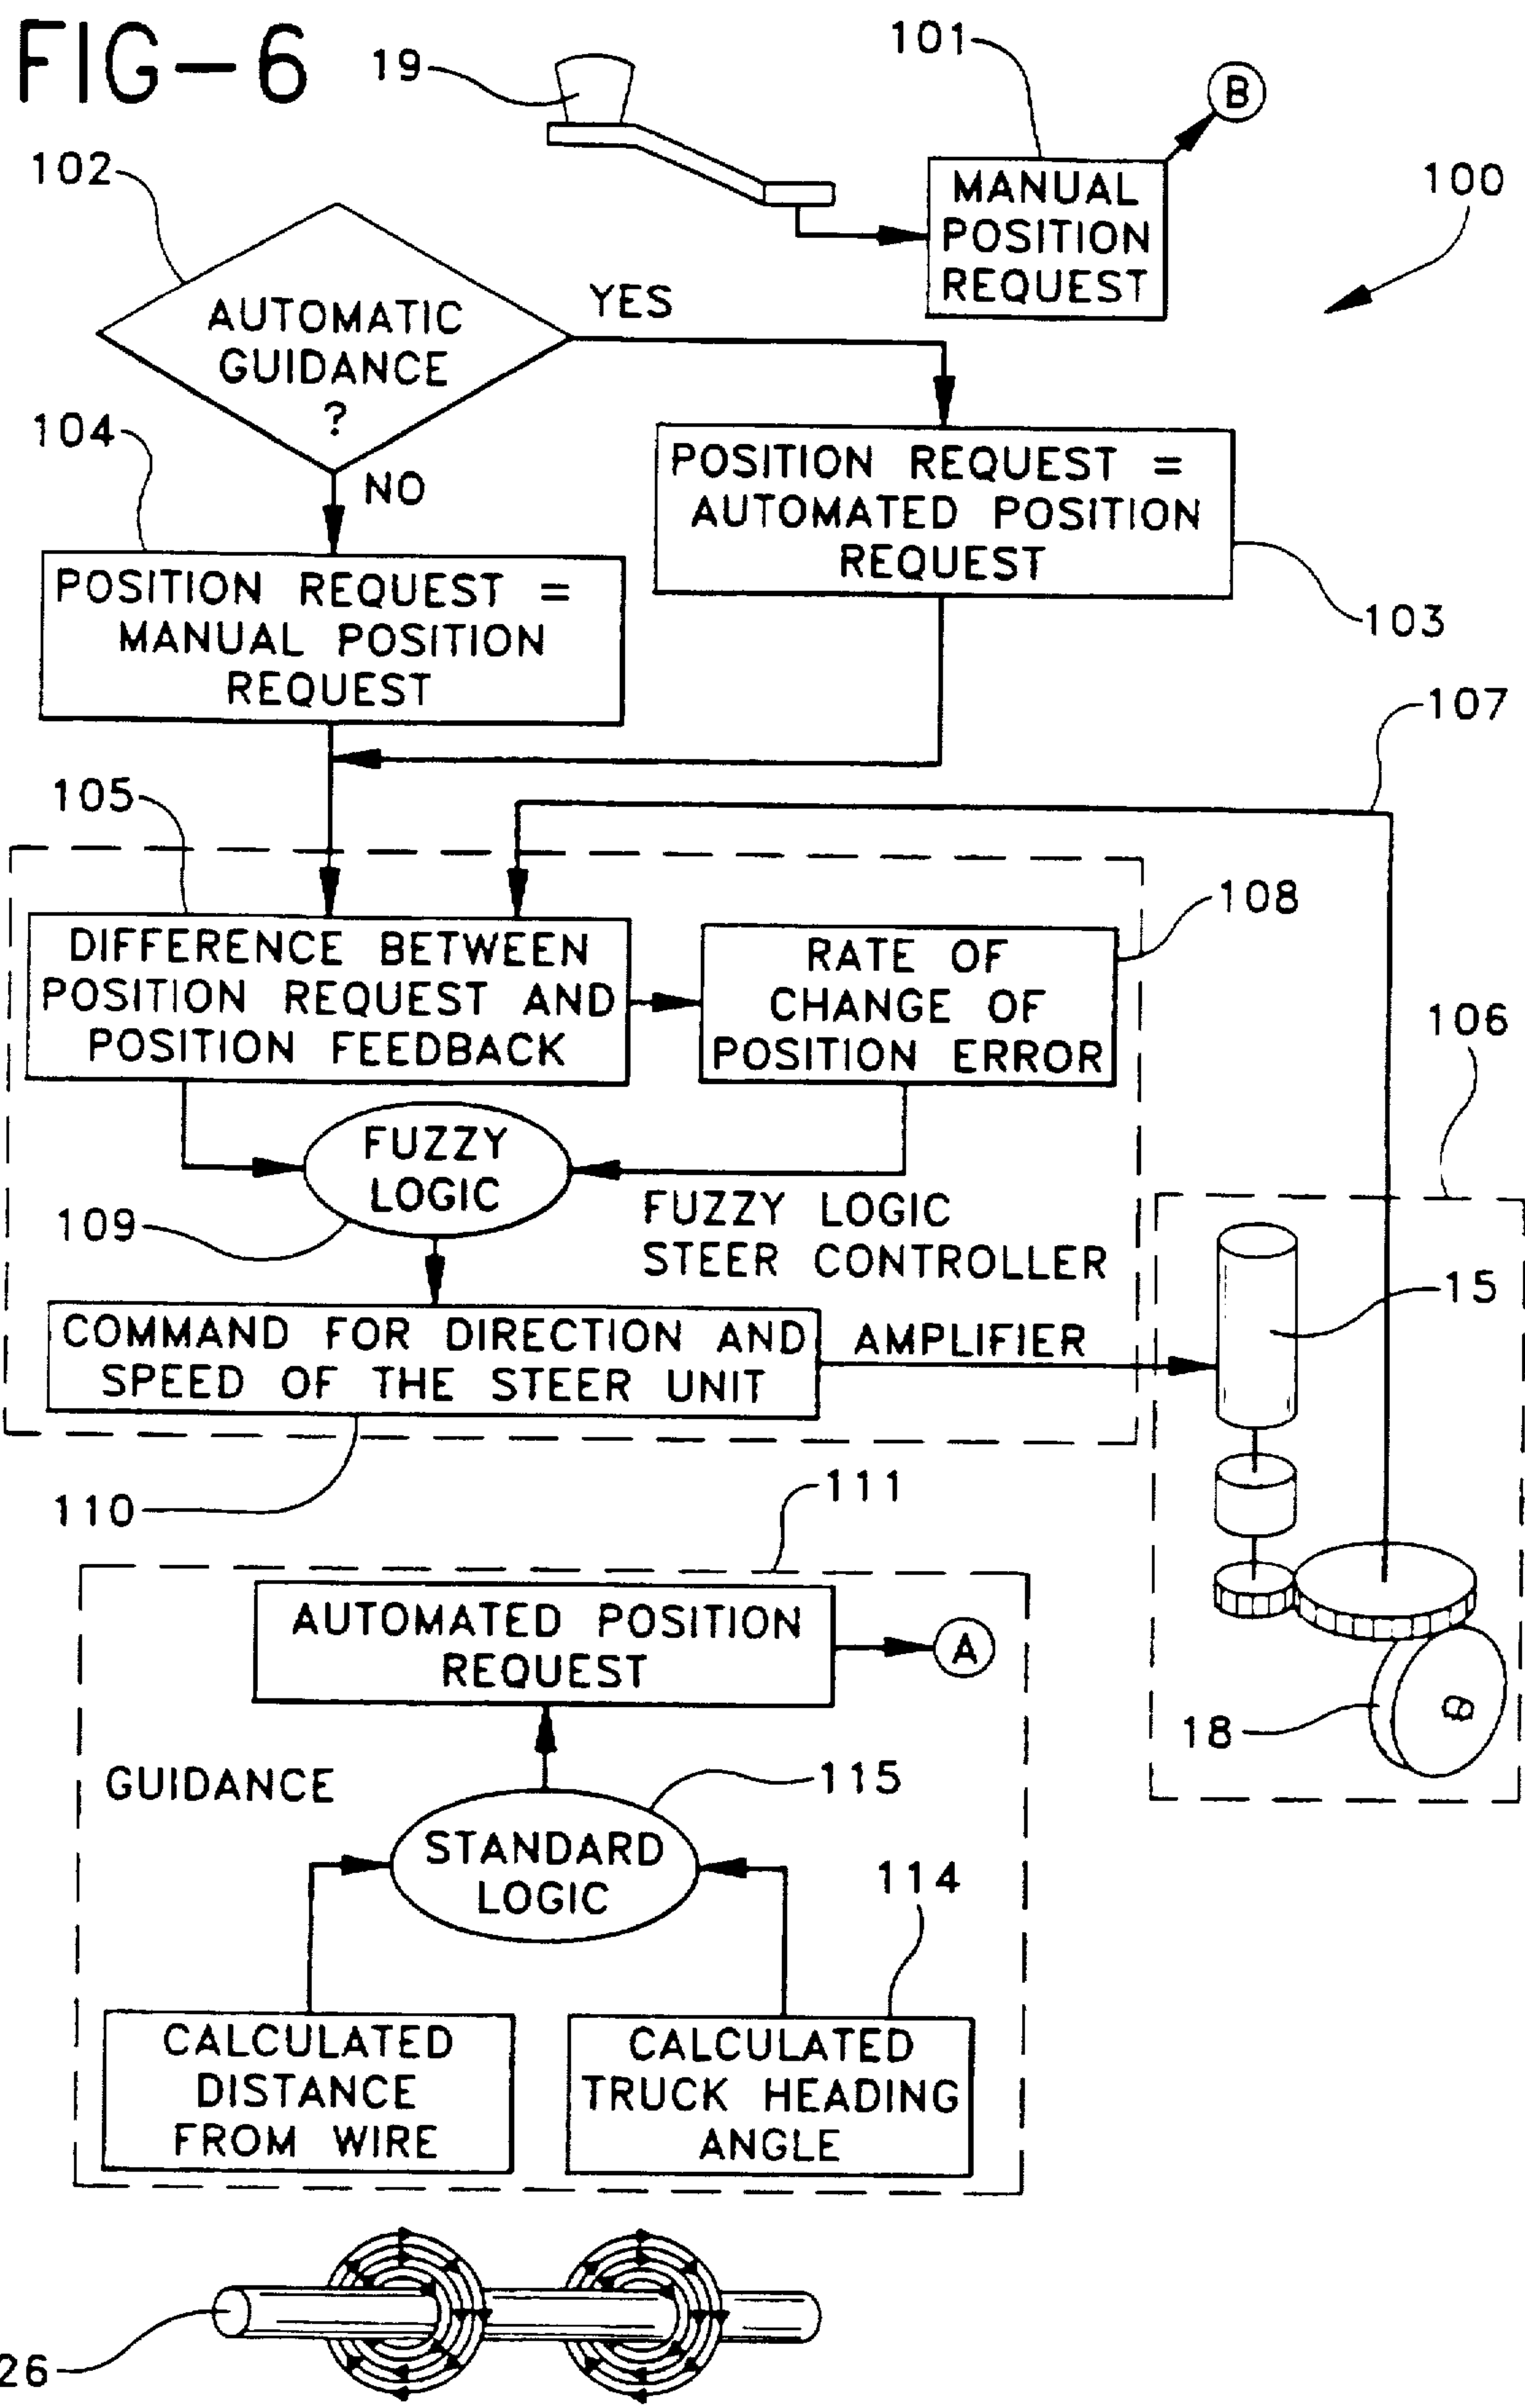 FIG-6
19
101
B
102
100
MANUAL
POSITION
REQUEST
YES
AUTOMATIC
GUIDANCE
?
104
NO
POSITION REQUEST =
AUTOMATED POSITION
REQUEST
103
POSITION REQUEST =
MANUAL POSITION
REQUEST
107
105
108
DIFFERENCE BETWEEN
POSITION REQUEST AND
POSITION FEEDBACK
RATE OF
CHANGE OF
POSITION ERROR
106
FUZZY
LOGIC
109
FUZZY LOGIC
STEER CONTROLLER
15
COMMAND FOR DIRECTION AND
SPEED OF THE STEER UNIT
AMPLIFIER
110
111
AUTOMATED POSITION
REQUEST
A
18
GUIDANCE
115
STANDARD
LOGIC
114
CALCULATED
DISTANCE
FROM WIRE
CALCULATED
TRUCK HEADING
ANGLE
26